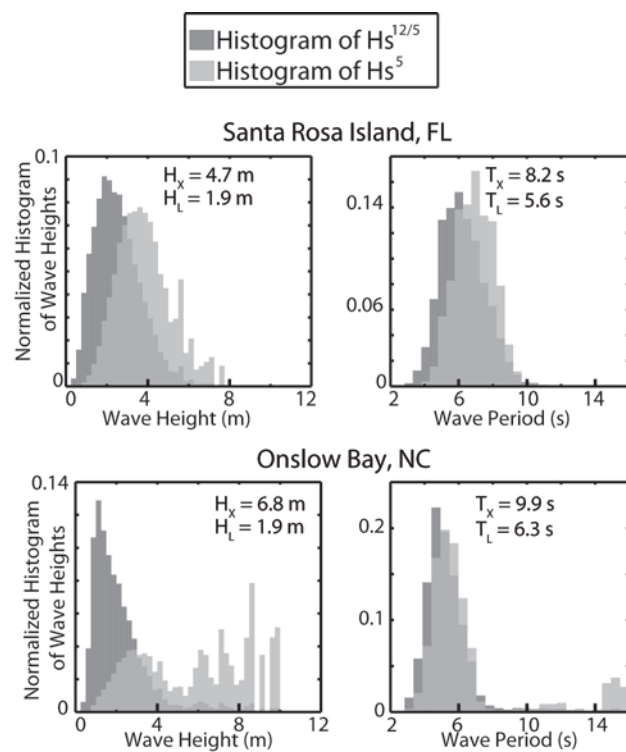 Histogram of Hs^12/5
Histogram of Hs^5
Santa Rosa Island, FL
0.1
0
Normalized Histogram
of Wave Heights
H_X = 4.7 m
H_L = 1.9 m
0 4 8 12
Wave Height (m)
0.14
0.06
0
T_X = 8.2 s
T_L = 5.6 s
2 6 10 14
Wave Period (s)
Onslow Bay, NC
0.14
0
Normalized Histogram
of Wave Heights
H_X = 6.8 m
H_L = 1.9 m
0 4 8 12
Wave Height (m)
0.2
0.1
0
T_X = 9.9 s
T_L = 6.3 s
2 6 10 14
Wave Period (s)